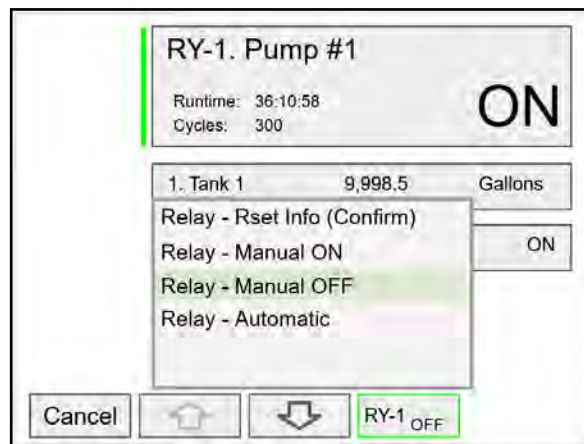 RY-1. Pump #1
Runtime: 36:10:58
Cycles: 300
ON
1. Tank 1 9,998.5 Gallons
ON
Relay - Rset Info (Confirm)
Relay - Manual ON
Relay - Manual OFF
Relay - Automatic
Cancel
RY-1 OFF